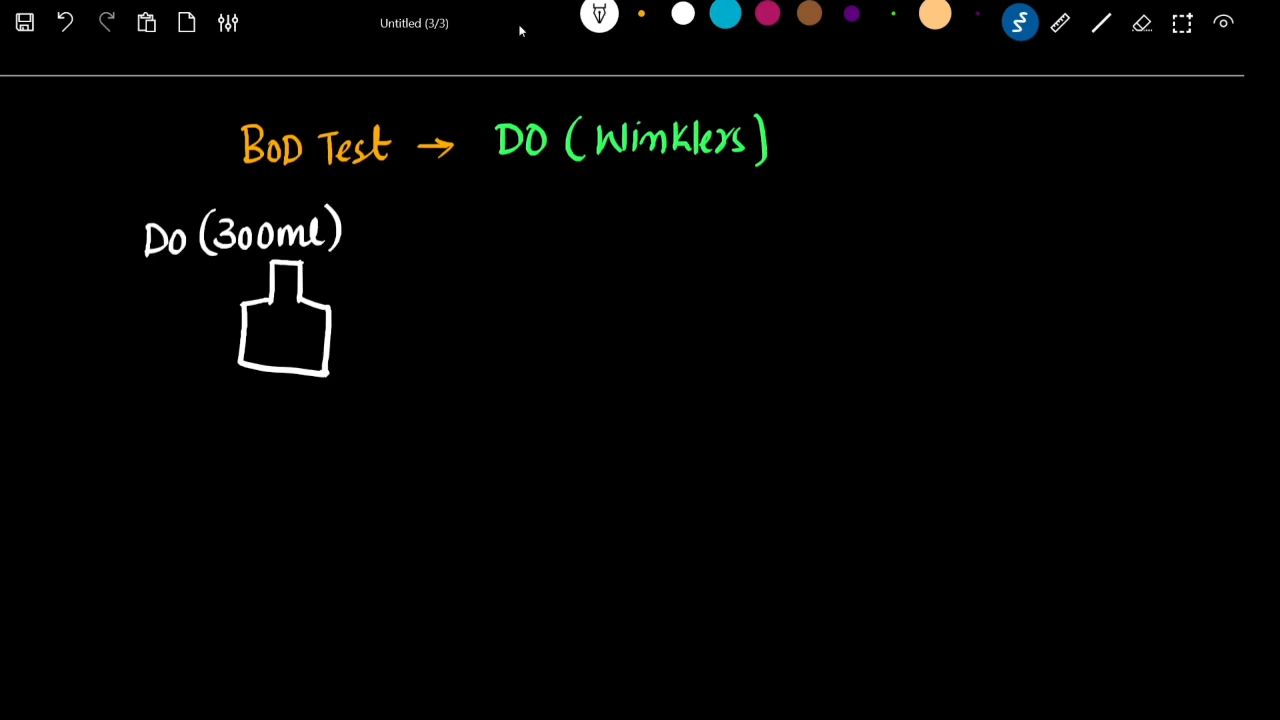 Untitled (3/3)
BOD Test → DO (Winklers)
DO (300ml)